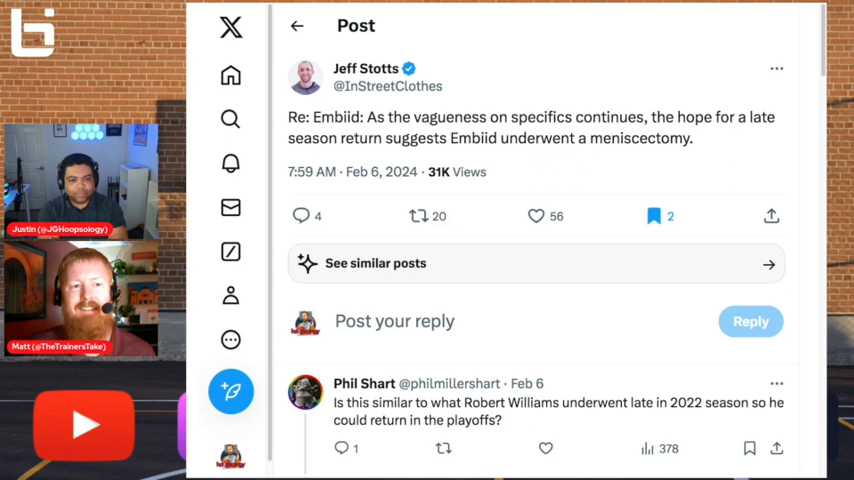 Post
Jeff Stotts
@InStreetClothes
Re: Embiid: As the vagueness on specifics continues, the hope for a late
season return suggests Embiid underwent a meniscectomy.
7:59 AM · Feb 6, 2024 · 31K Views
4
20
56
2
See similar posts
Post your reply
Reply
Phil Shart @philmillershart · Feb 6
Is this similar to what Robert Williams underwent late in 2022 season so he
could return in the playoffs?
1
378
Justin (@JGHoopsology)
Matt (@TheTrainersTake)